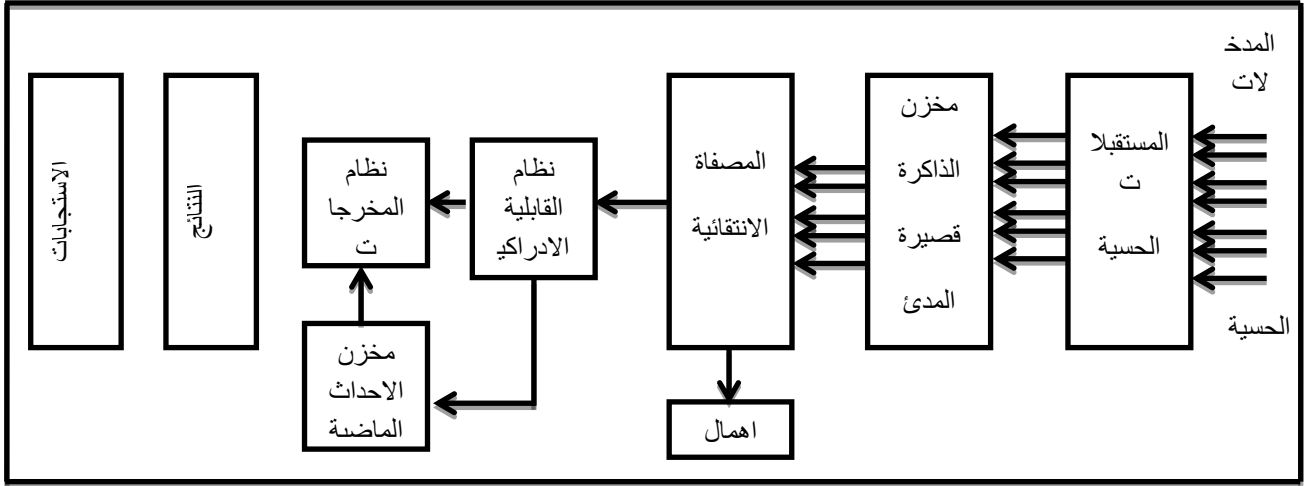 المدخ
لات
الحسية
المستقبلا
ت
الحسية
مخزن
الذاكرة
قصيرة
المدئ
المصفاة
الانتقائية
اهمال
نظام
القابلية
الادراكي
نظام
المخرجا
ت
مخزن
الاحداث
الماضية
النتائج
الاستجابات